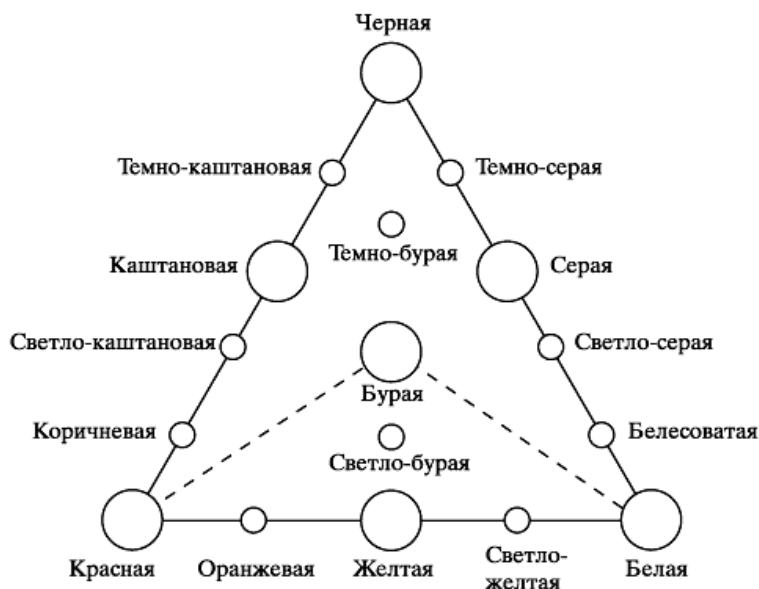 Черная
Темно-каштановая
Темно-серая
Темно-бурая
Каштановая
Серая
Светло-каштановая
Светло-серая
Бурая
Коричневая
Белесоватая
Светло-бурая
Красная
Оранжевая
Желтая
Светло-
желтая
Белая